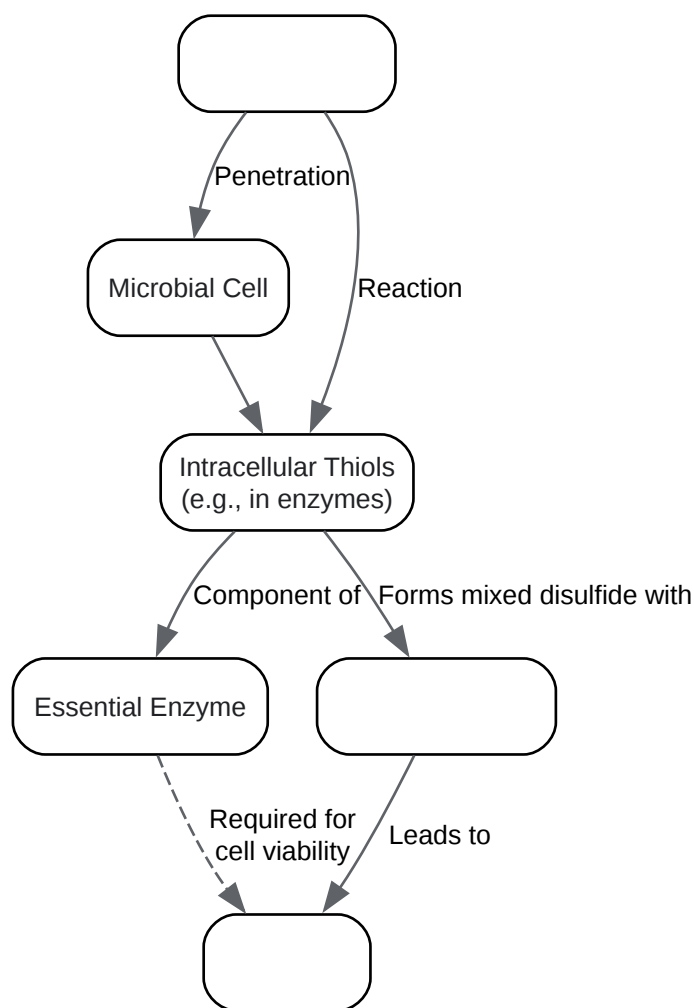 Penetration
Microbial Cell
Reaction
Intracellular Thiols
(e.g., in enzymes)
Component of
Forms mixed disulfide with
Essential Enzyme
Required for
cell viability
Leads to